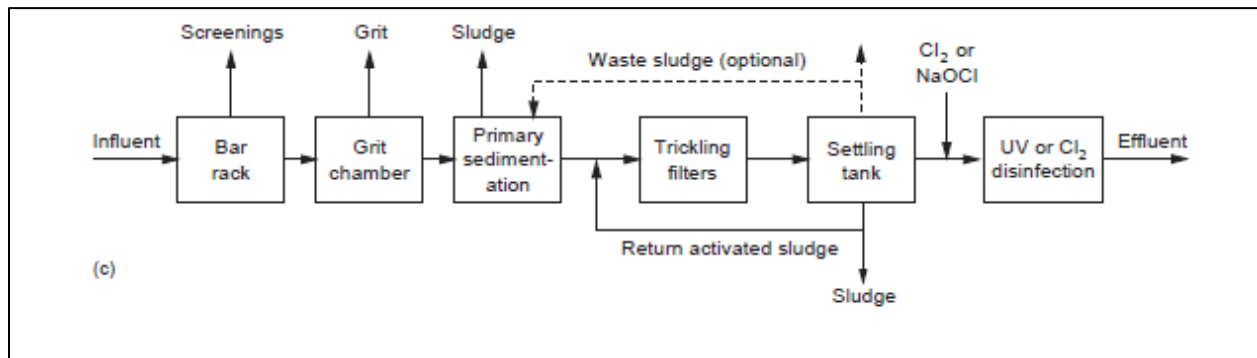 Screenings
Grit
Sludge
Waste sludge (optional)
Cl₂ or
NaOCl
Influent
Bar
rack
Grit
chamber
Primary
sediment-
ation
Trickling
filters
Settling
tank
UV or Cl₂
disinfection
Effluent
Return activated sludge
(c)
Sludge